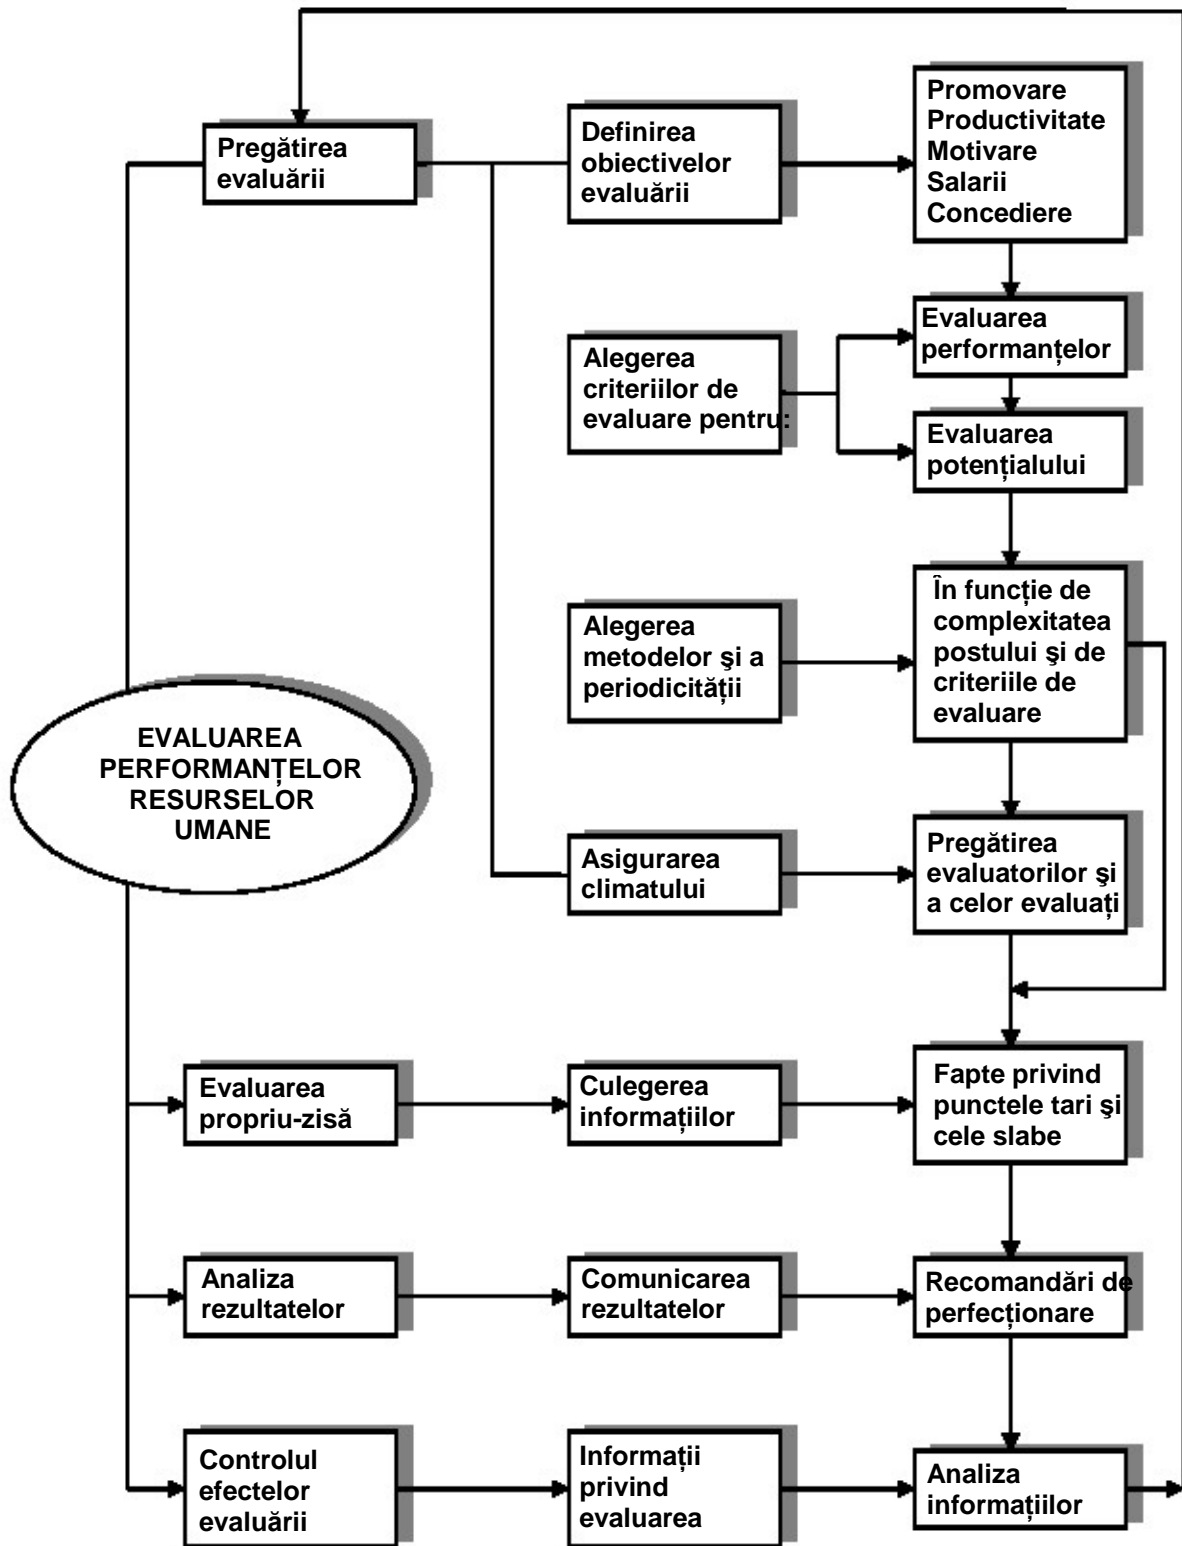 Pregătirea
evaluării
Definirea
obiectivelor
evaluării
Promovare
Productivitate
Motivare
Salarii
Concediere
Alegerea
criteriilor de
evaluare pentru:
Evaluarea
performanțelor
Evaluarea
potențialului
Alegerea
metodelor şi a
periodicității
În funcție de
complexitatea
postului şi de
criteriile de
evaluare
EVALUAREA
PERFORMANȚELOR
RESURSELOR
UMANE
Asigurarea
climatului
Pregătirea
evaluatorilor şi
a celor evaluați
Evaluarea
propriu-zisă
Culegerea
informațiilor
Fapte privind
punctele tari şi
cele slabe
Analiza
rezultatelor
Comunicarea
rezultatelor
Recomandări de
perfecționare
Controlul
efectelor
evaluării
Informații
privind
evaluarea
Analiza
informațiilor